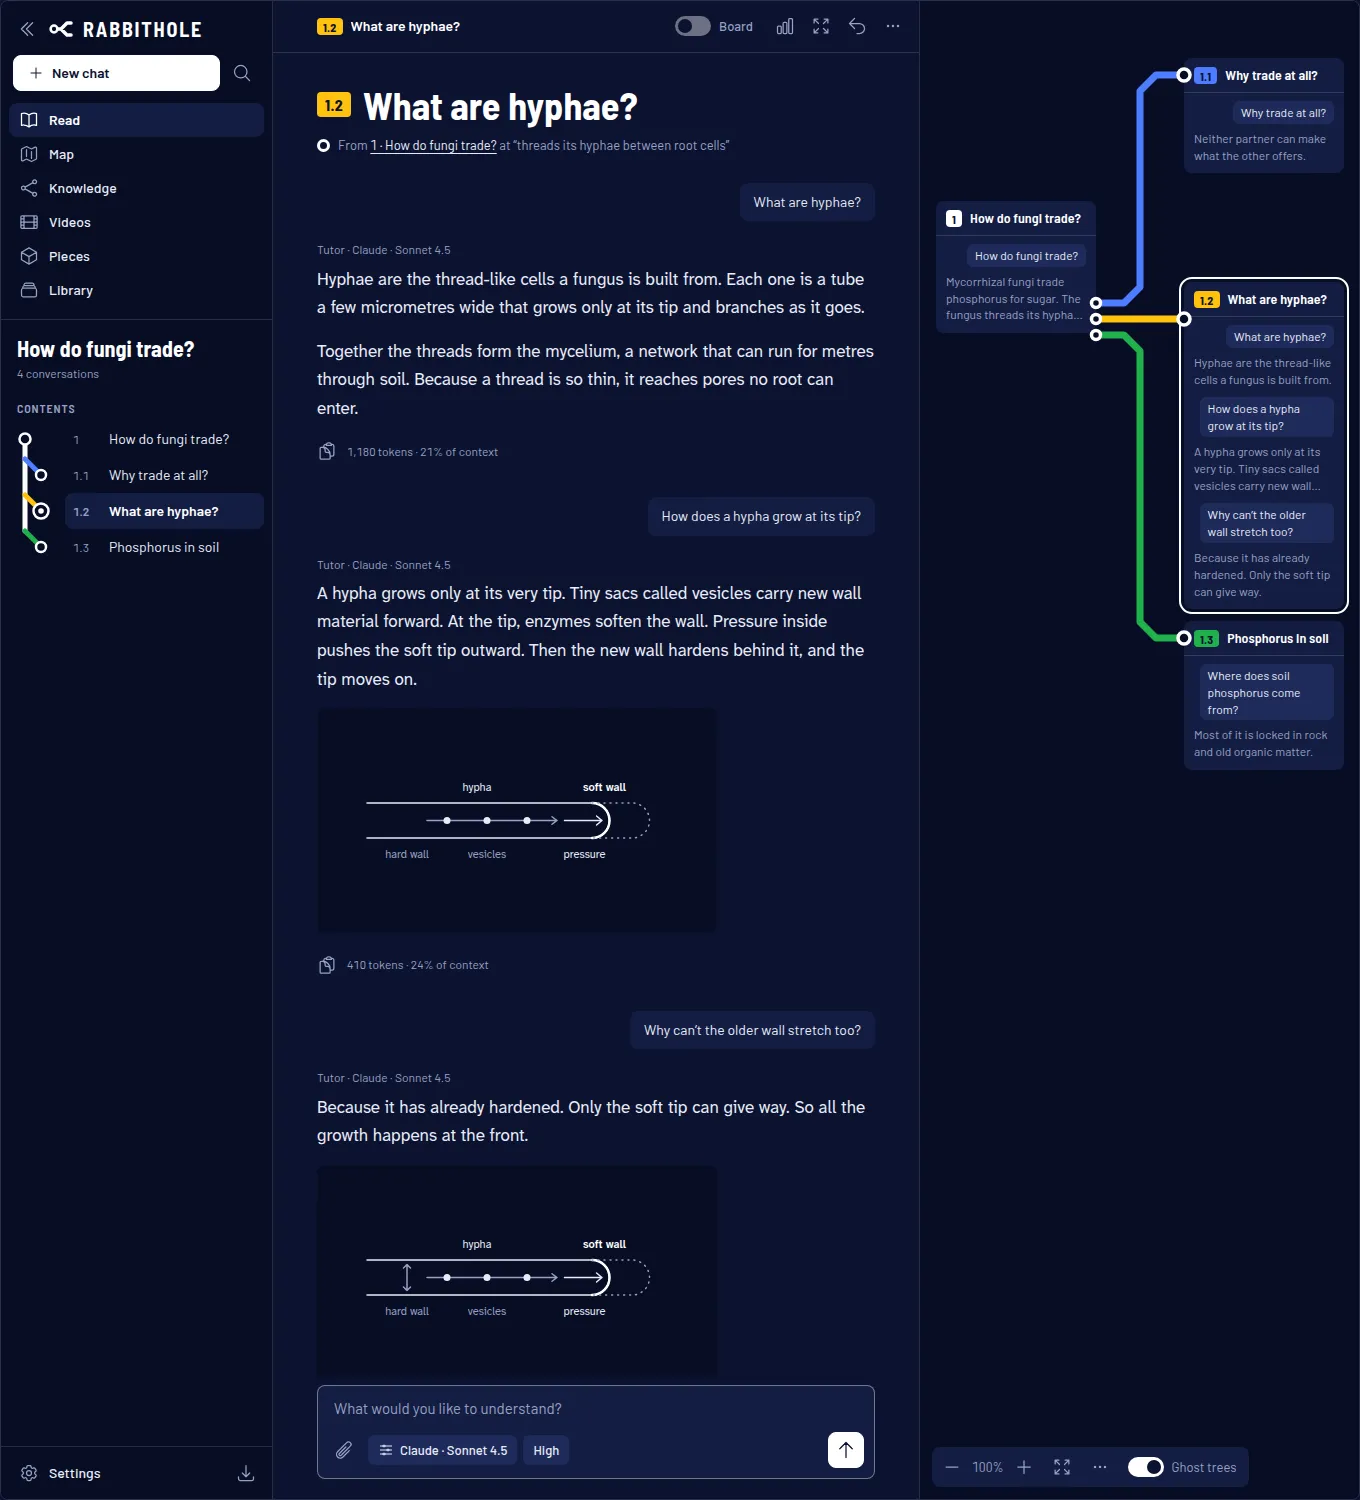 RABBITHOLE
New chat
Read
Map
Knowledge
Videos
Pieces
Library
How do fungi trade?
4 conversations
CONTENTS
1 How do fungi trade?
1.1 Why trade at all?
1.2 What are hyphae?
1.3 Phosphorus in soil
Settings
1.2 What are hyphae?
Board
1.2 What are hyphae?
From 1 · How do fungi trade? at “threads its hyphae between root cells”
What are hyphae?
Tutor · Claude · Sonnet 4.5
Hyphae are the thread-like cells a fungus is built from. Each one is a tube
a few micrometres wide that grows only at its tip and branches as it goes.
Together the threads form the mycelium, a network that can run for metres
through soil. Because a thread is so thin, it reaches pores no root can
enter.
1,180 tokens · 21% of context
How does a hypha grow at its tip?
Tutor · Claude · Sonnet 4.5
A hypha grows only at its very tip. Tiny sacs called vesicles carry new wall
material forward. At the tip, enzymes soften the wall. Pressure inside
pushes the soft tip outward. Then the new wall hardens behind it, and the
tip moves on.
hypha soft wall
hard wall vesicles pressure
410 tokens · 24% of context
Why can’t the older wall stretch too?
Tutor · Claude · Sonnet 4.5
Because it has already hardened. Only the soft tip can give way. So all the
growth happens at the front.
hypha soft wall
hard wall vesicles pressure
What would you like to understand?
Claude · Sonnet 4.5 High
1 How do fungi trade?
How do fungi trade?
Mycorrhizal fungi trade
phosphorus for sugar. The
fungus threads its hypha...
1.1 Why trade at all?
Why trade at all?
Neither partner can make
what the other offers.
1.2 What are hyphae?
What are hyphae?
Hyphae are the thread-like
cells a fungus is built from.
How does a hypha
grow at its tip?
A hypha grows only at its
very tip. Tiny sacs called
vesicles carry new wall...
Why can’t the older
wall stretch too?
Because it has already
hardened. Only the soft tip
can give way.
1.3 Phosphorus in soil
Where does soil
phosphorus come
from?
Most of it is locked in rock
and old organic matter.
100%
Ghost trees